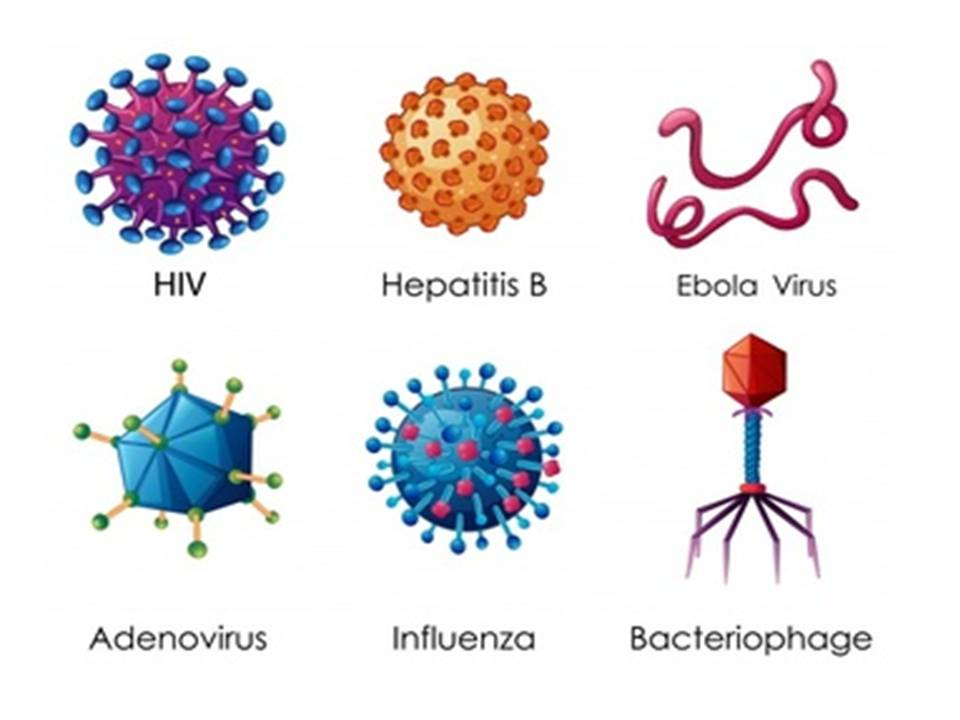 HIV
Hepatitis B
Ebola Virus
Adenovirus
Influenza
Bacteriophage